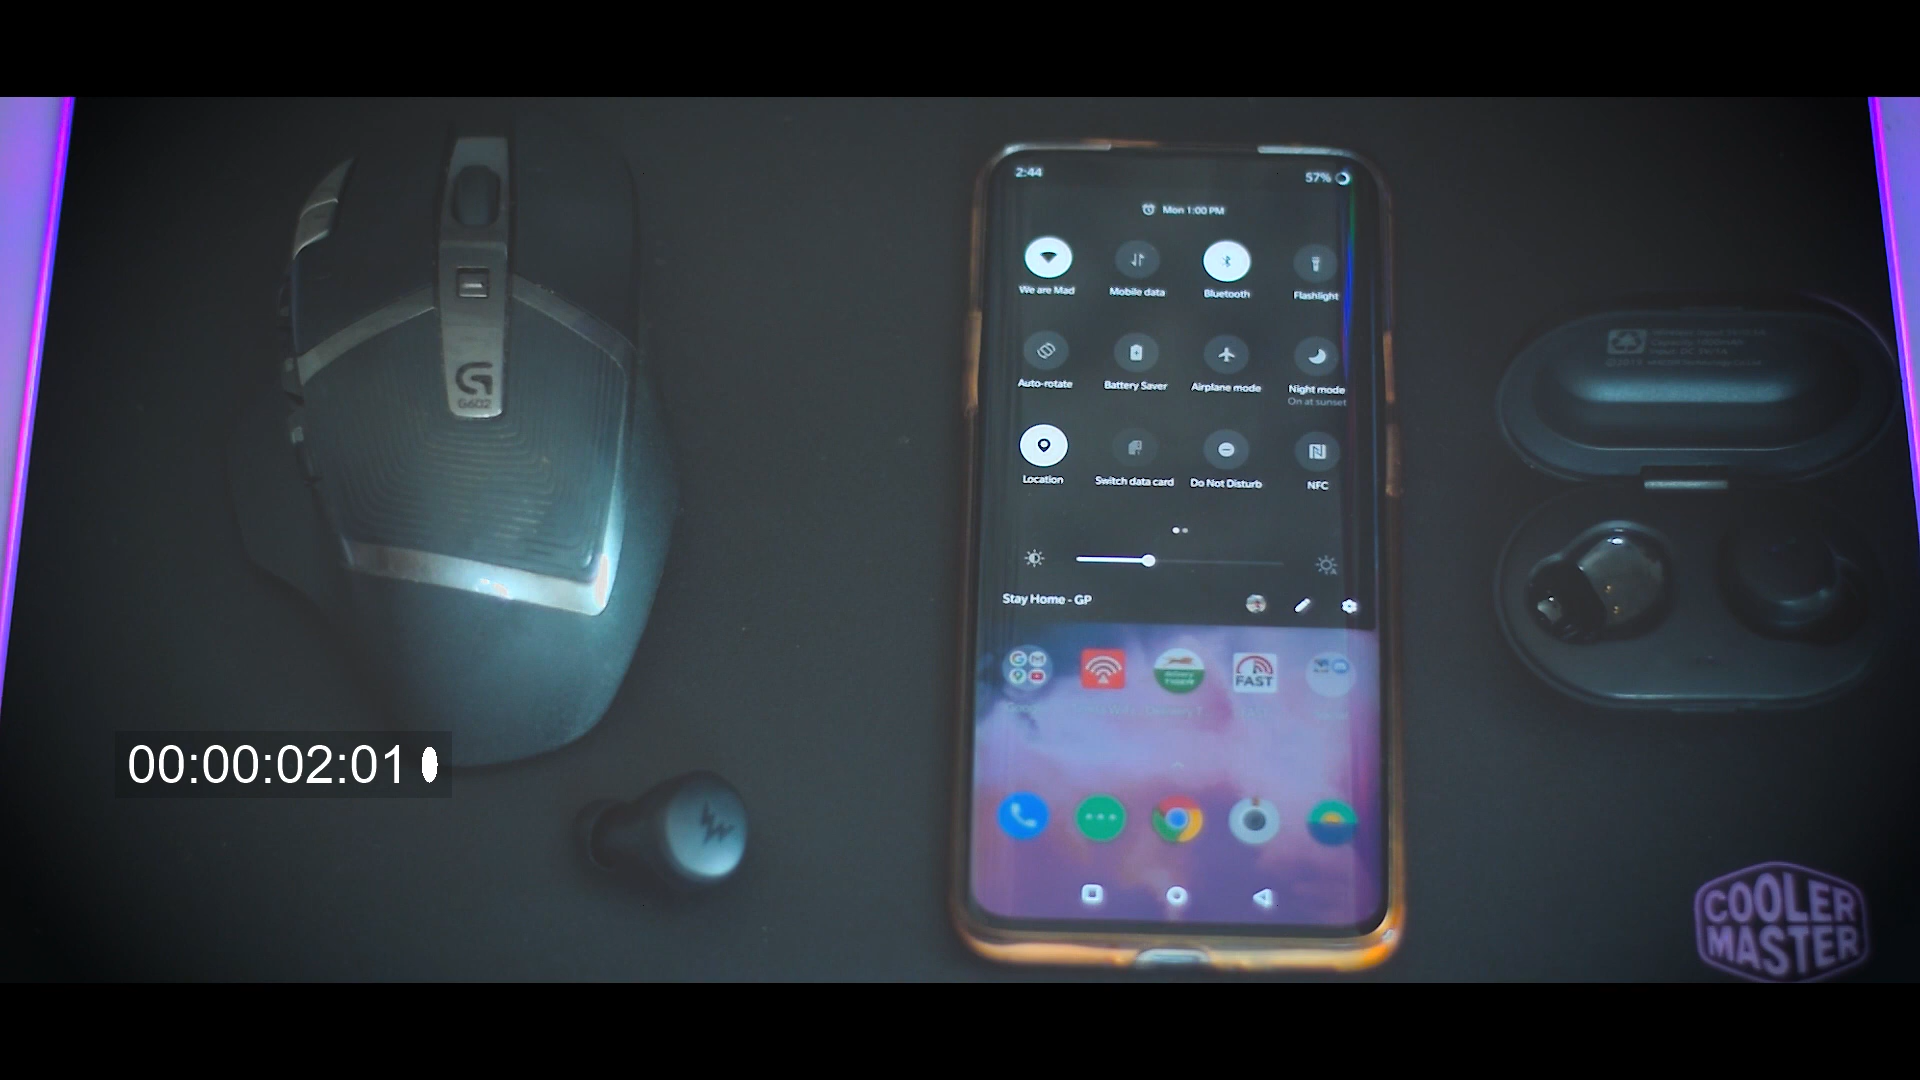 2:44
57%
Mon 1:00 PM
We are Mad
Mobile data
Bluetooth
Flashlight
Auto-rotate
Battery Saver
Airplane mode
Night mode
On at sunset
Location
Switch data card
Do Not Disturb
NFC
Stay Home - GP
FAST
G602
00:00:02:01
COOLER
MASTER